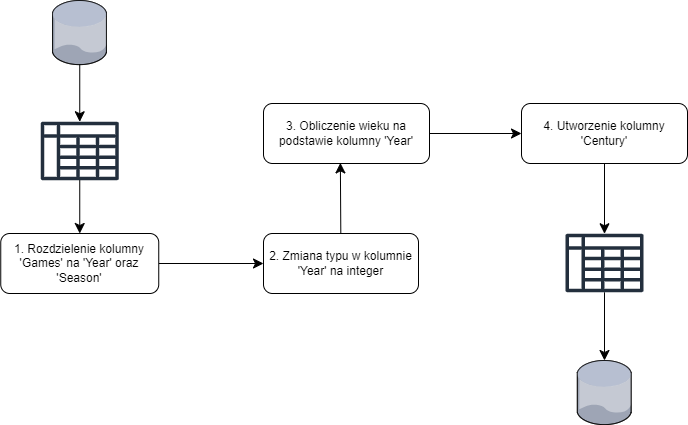 1. Rozdzielenie kolumny
'Games' na 'Year' oraz
'Season'
2. Zmiana typu w kolumnie
'Year' na integer
3. Obliczenie wieku na
podstawie kolumny 'Year'
4. Utworzenie kolumny
'Century'